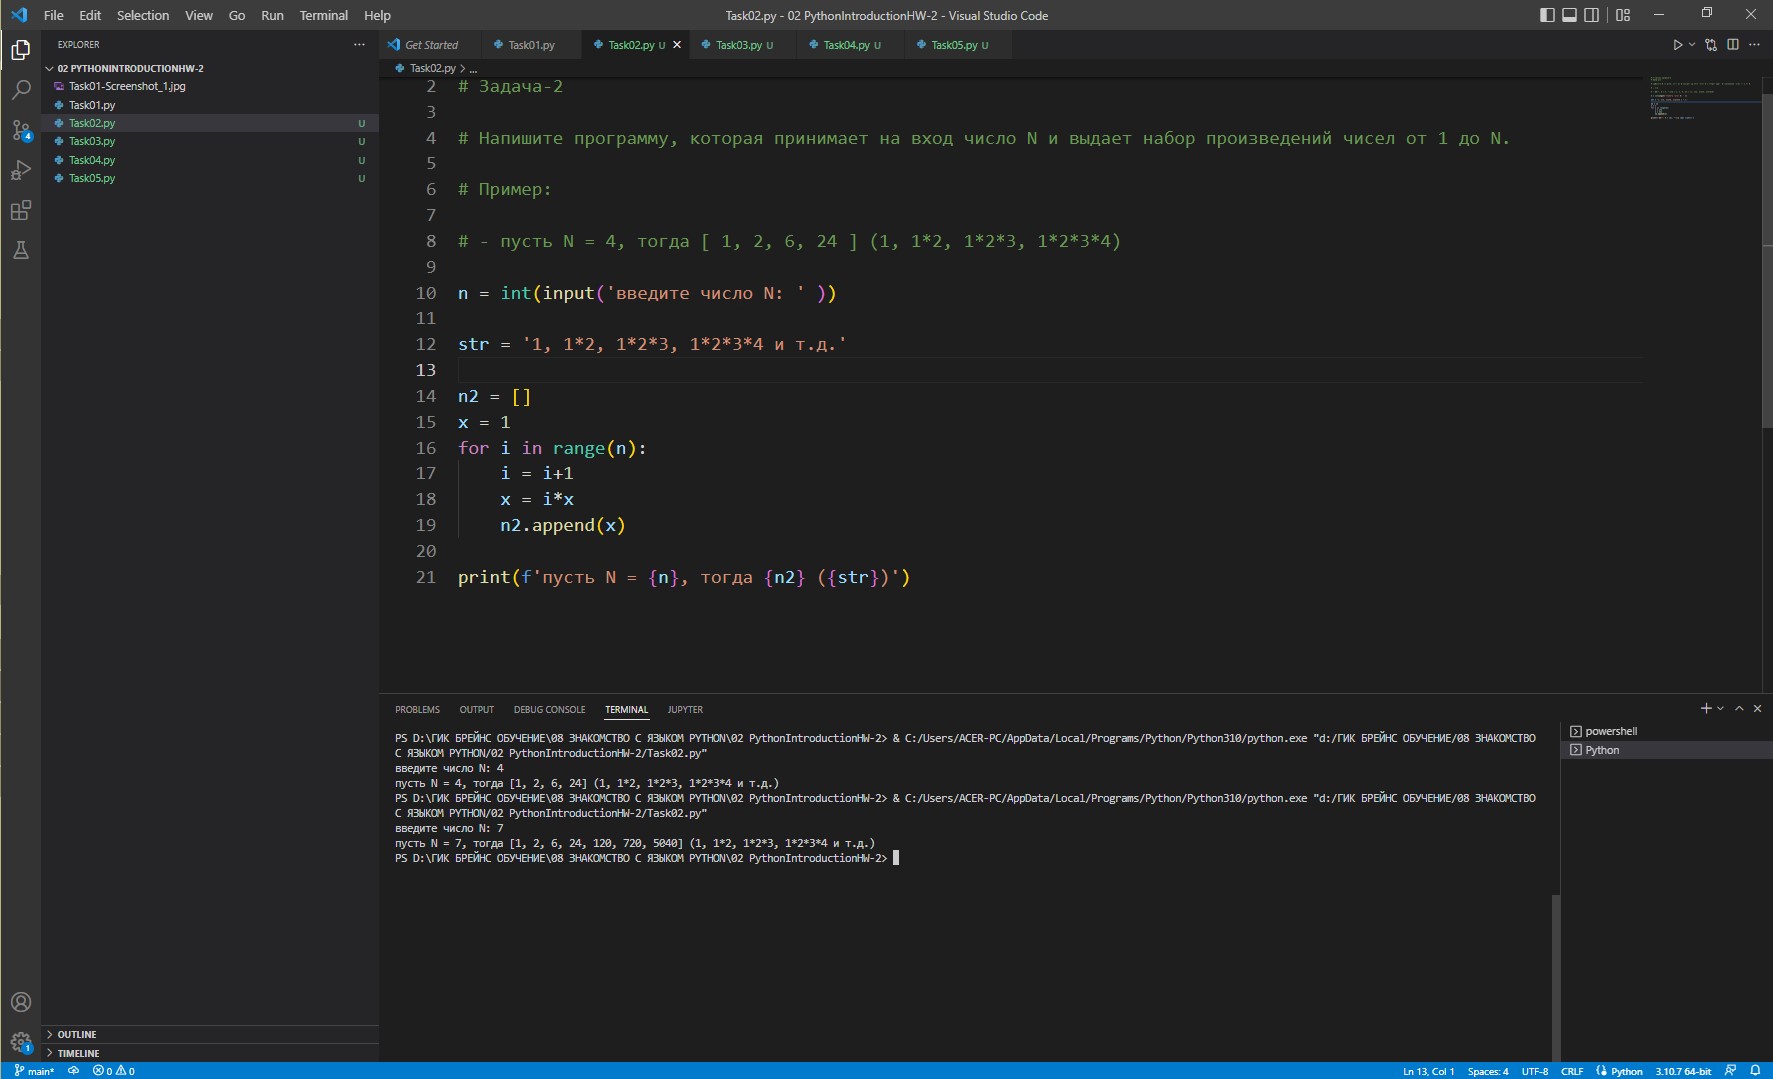 File Edit Selection View Go Run Terminal Help
Task02.py - 02 PythonIntroductionHW-2 - Visual Studio Code
EXPLORER
02 PYTHONINTRODUCTIONHW-2
Task01-Screenshot_1.jpg
Task01.py
Task02.py U
Task03.py U
Task04.py U
Task05.py U
4
Get Started Task01.py Task02.py U Task03.py U Task04.py U Task05.py U
Task02.py > ...
2 # Задача-2
3
4 # Напишите программу, которая принимает на вход число N и выдает набор произведений чисел от 1 до N.
5
6 # Пример:
7
8 # - пусть N = 4, тогда [ 1, 2, 6, 24 ] (1, 1*2, 1*2*3, 1*2*3*4)
9
10 n = int(input('введите число N: ' ))
11
12 str = '1, 1*2, 1*2*3, 1*2*3*4 и т.д.'
13
14 n2 = []
15 x = 1
16 for i in range(n):
17 i = i+1
18 x = i*x
19 n2.append(x)
20
21 print(f'пусть N = {n}, тогда {n2} ({str})')
PROBLEMS OUTPUT DEBUG CONSOLE TERMINAL JUPYTER
PS D:\ГИК БРЕЙНС ОБУЧЕНИЕ\08 ЗНАКОМСТВО С ЯЗЫКОМ PYTHON\02 PythonIntroductionHW-2> & C:/Users/ACER-PC/AppData/Local/Programs/Python/Python310/python.exe "d:/ГИК БРЕЙНС ОБУЧЕНИЕ/08 ЗНАКОМСТВО
С ЯЗЫКОМ PYTHON/02 PythonIntroductionHW-2/Task02.py"
введите число N: 4
пусть N = 4, тогда [1, 2, 6, 24] (1, 1*2, 1*2*3, 1*2*3*4 и т.д.)
PS D:\ГИК БРЕЙНС ОБУЧЕНИЕ\08 ЗНАКОМСТВО С ЯЗЫКОМ PYTHON\02 PythonIntroductionHW-2> & C:/Users/ACER-PC/AppData/Local/Programs/Python/Python310/python.exe "d:/ГИК БРЕЙНС ОБУЧЕНИЕ/08 ЗНАКОМСТВО
С ЯЗЫКОМ PYTHON/02 PythonIntroductionHW-2/Task02.py"
введите число N: 7
пусть N = 7, тогда [1, 2, 6, 24, 120, 720, 5040] (1, 1*2, 1*2*3, 1*2*3*4 и т.д.)
PS D:\ГИК БРЕЙНС ОБУЧЕНИЕ\08 ЗНАКОМСТВО С ЯЗЫКОМ PYTHON\02 PythonIntroductionHW-2>
powershell
Python
OUTLINE
TIMELINE
1
main* 0 0
Ln 13, Col 1 Spaces: 4 UTF-8 CRLF Python 3.10.7 64-bit